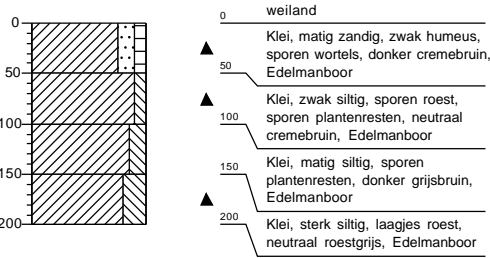 0
50
100
150
200
0
weiland
Klei, matig zandig, zwak humeus,
sporen wortels, donker cremebruin,
Edelmanboor
50
Klei, zwak siltig, sporen roest,
sporen plantenresten, neutraal
cremebruin, Edelmanboor
100
Klei, matig siltig, sporen
plantenresten, donker grijsbruin,
Edelmanboor
150
Klei, sterk siltig, laagjes roest,
neutraal roestgrijs, Edelmanboor
200